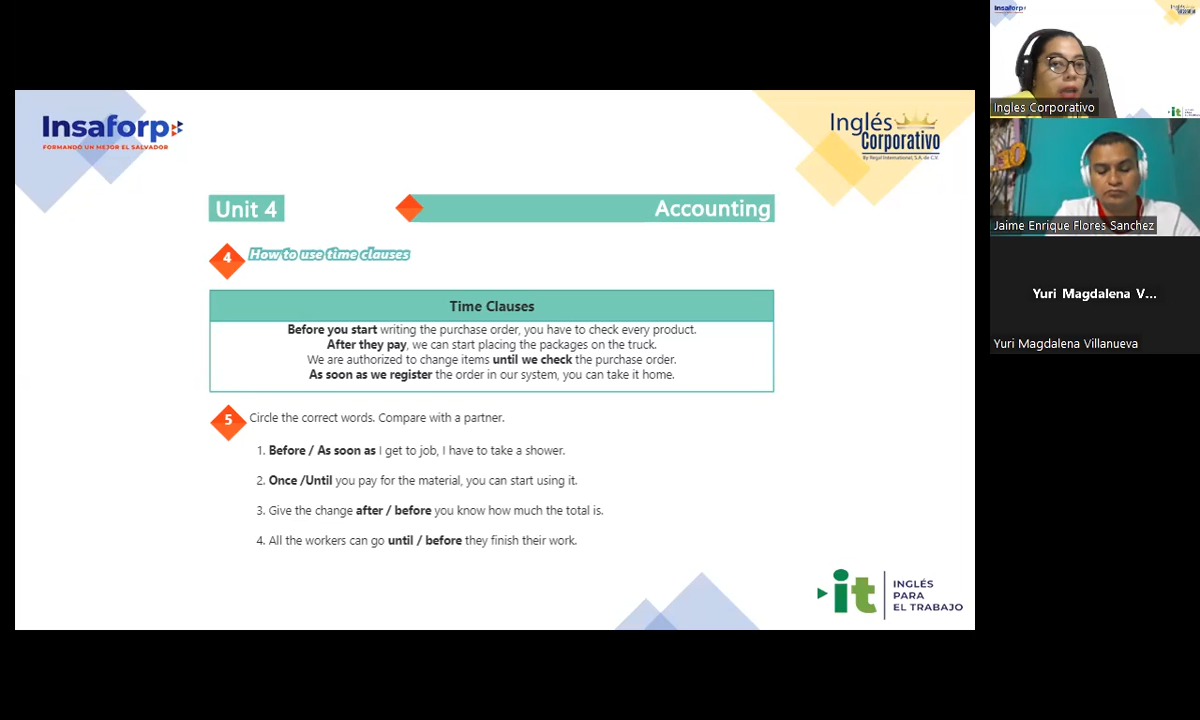 Insaforp
FORMANDO UN MEJOR EL SALVADOR
Inglés
Corporativo
By Regal International, S.A. de C.V.
Unit 4
Accounting
4
How to use time clauses
Time Clauses
Before you start writing the purchase order, you have to check every product.
After they pay, we can start placing the packages on the truck.
We are authorized to change items until we check the purchase order.
As soon as we register the order in our system, you can take it home.
5
Circle the correct words. Compare with a partner.
1. Before / As soon as I get to job, I have to take a shower.
2. Once /Until you pay for the material, you can start using it.
3. Give the change after / before you know how much the total is.
4. All the workers can go until / before they finish their work.
it
INGLÉS
PARA
EL TRABAJO
Insaforp
Ingles Corporativo
it
Jaime Enrique Flores Sanchez
Yuri Magdalena V...
Yuri Magdalena Villanueva